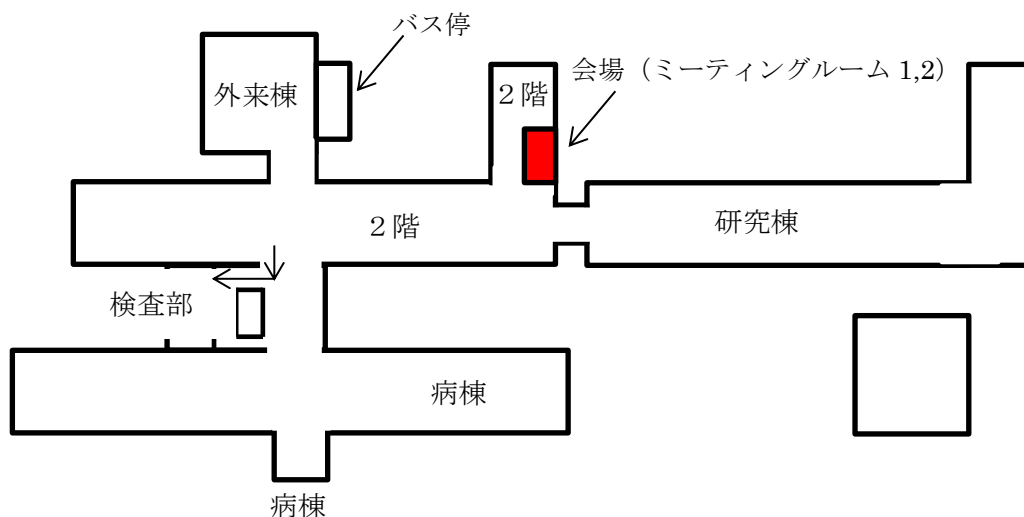 バス停
会場（ミーティングルーム 1,2）
外来棟
２階
２階
研究棟
検査部
病棟
病棟